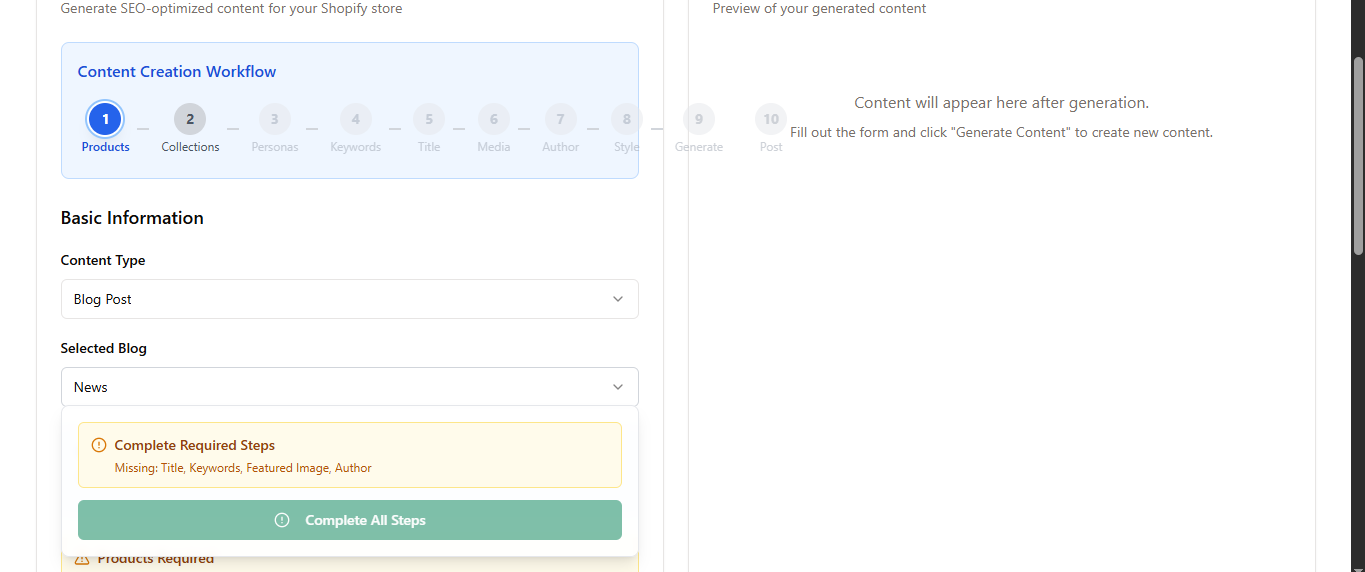 Generate SEO-optimized content for your Shopify store
Content Creation Workflow
1
2
3
4
5
6
7
8
9
10
Products
Collections
Personas
Keywords
Title
Media
Author
Style
Generate
Post
Basic Information
Content Type
Blog Post
Selected Blog
News
Complete Required Steps
Missing: Title, Keywords, Featured Image, Author
Complete All Steps
Products Required
Preview of your generated content
Content will appear here after generation.
Fill out the form and click "Generate Content" to create new content.